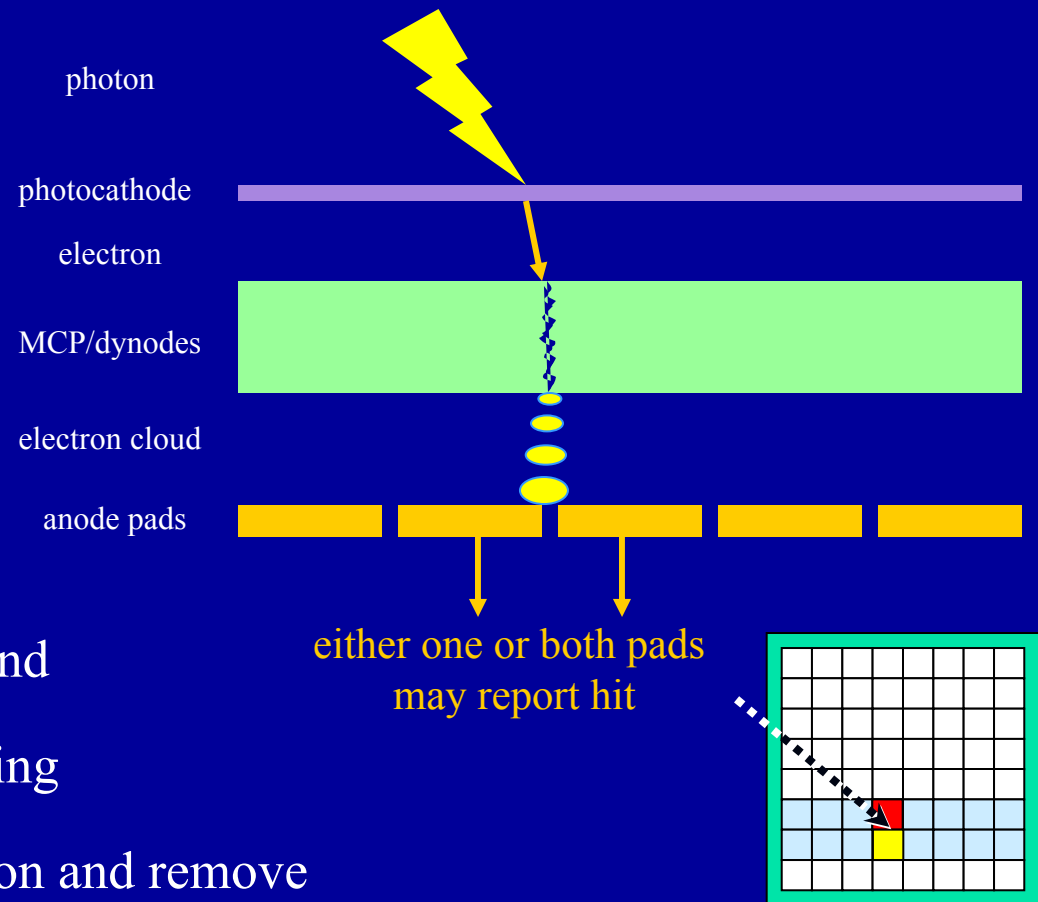 photon
photocathode
electron
MCP/dynodes
electron cloud
anode pads
either one or both pads
may report hit
nd
ing
on and remove